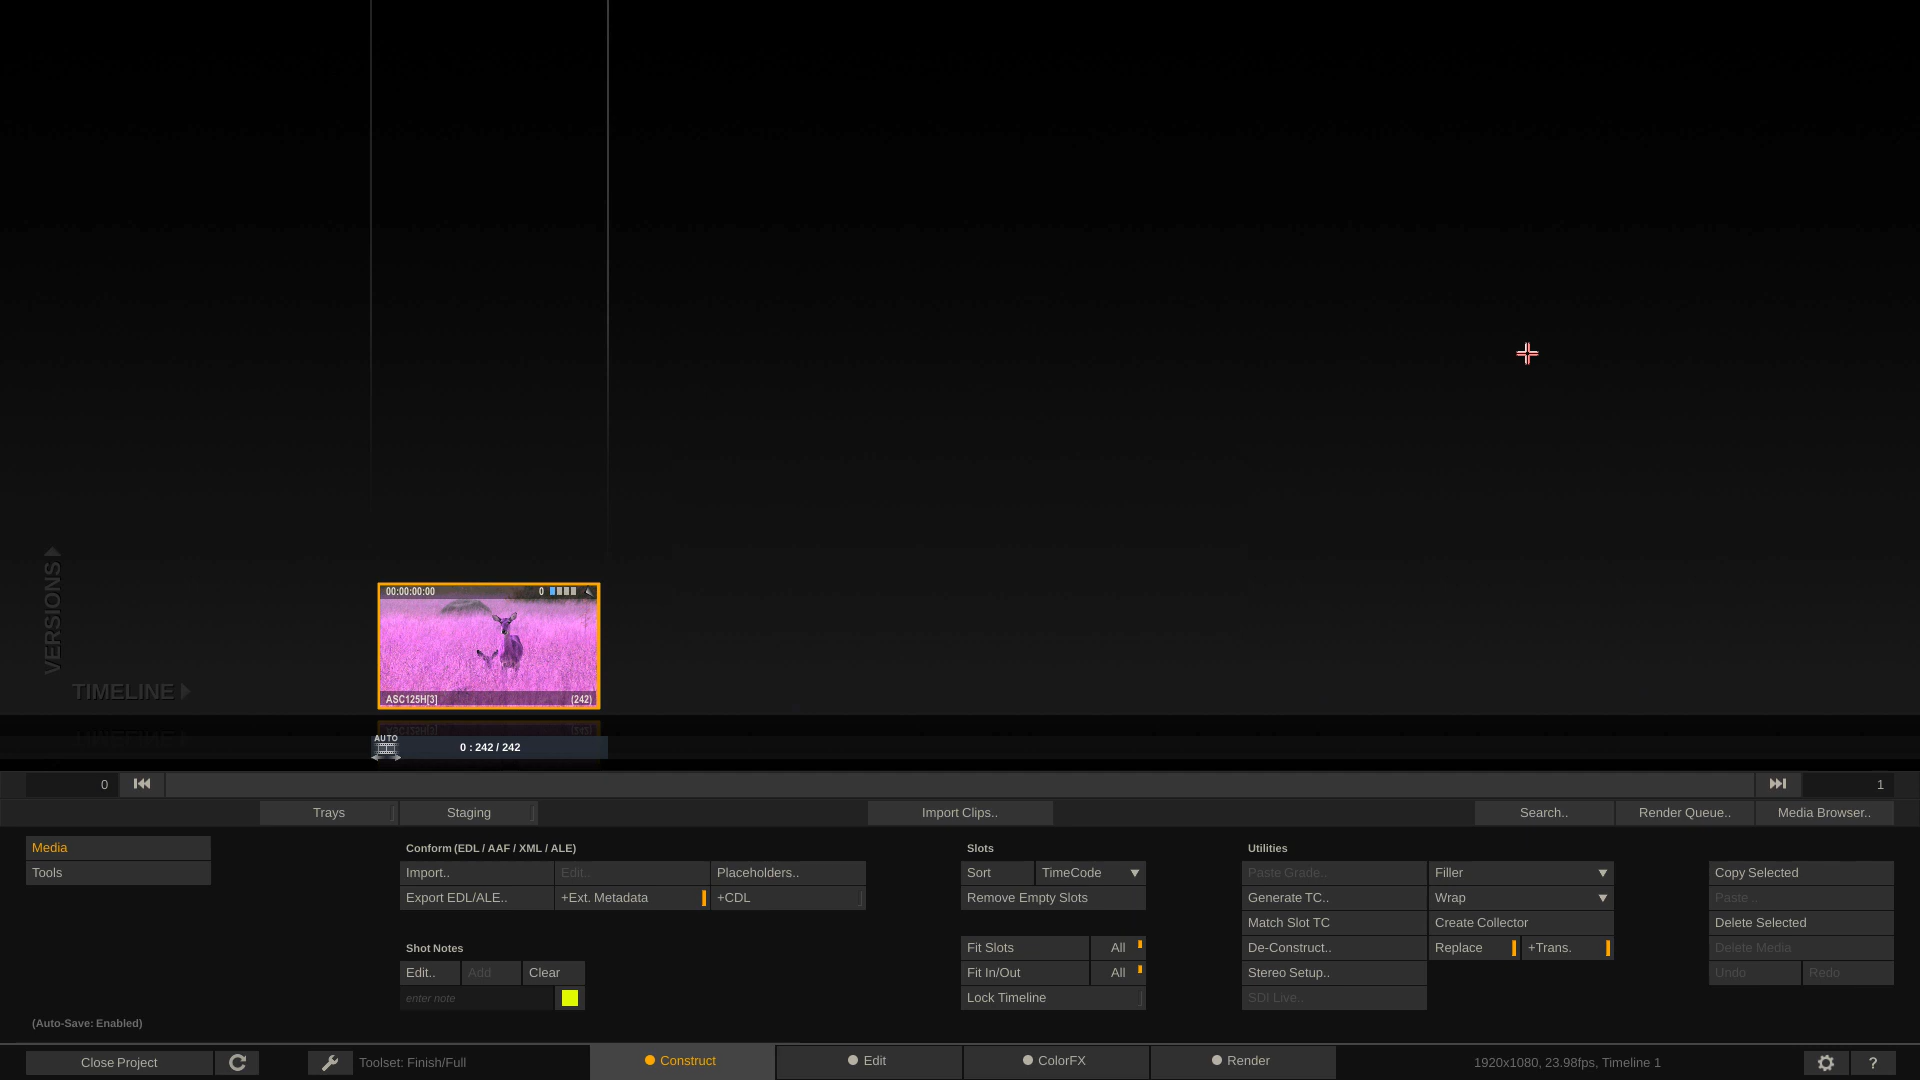 VERSIONS
00:00:00:00 0
ASC125H[3] (242)
TIMELINE
AUTO
0 : 242 / 242
0 1
Trays Staging Import Clips.. Search.. Render Queue.. Media Browser..
Media Conform (EDL / AAF / XML / ALE) Slots Utilities
Tools Import.. Edit.. Placeholders.. Sort TimeCode Paste Grade.. Filler Copy Selected
Export EDL/ALE.. +Ext. Metadata +CDL Remove Empty Slots Generate TC.. Wrap Paste ..
Match Slot TC Create Collector Delete Selected
Shot Notes Fit Slots All De-Construct.. Replace +Trans. Delete Media
Edit.. Add Clear Fit In/Out All Stereo Setup.. Undo Redo
enter note Lock Timeline SDI Live..
(Auto-Save: Enabled)
Close Project Toolset: Finish/Full Construct Edit ColorFX Render 1920x1080, 23.98fps, Timeline 1 ?